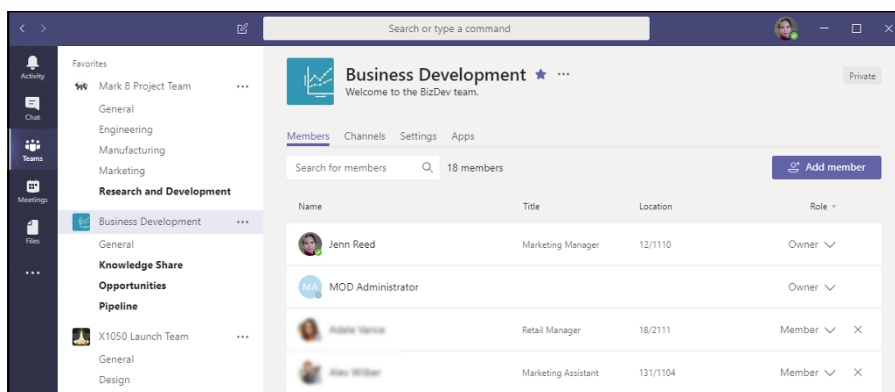 Search or type a command
Activity
Chat
Teams
Meetings
Files
Favorites
Mark 8 Project Team
General
Engineering
Manufacturing
Marketing
Research and Development
Business Development
General
Knowledge Share
Opportunities
Pipeline
X1050 Launch Team
General
Design
Business Development
Welcome to the BizDev team.
Private
Members Channels Settings Apps
Search for members 18 members Add member
Name Title Location Role
Jenn Reed Marketing Manager 12/1110 Owner
MA MOD Administrator Owner
Retail Manager 18/2111 Member
Marketing Assistant 131/1104 Member